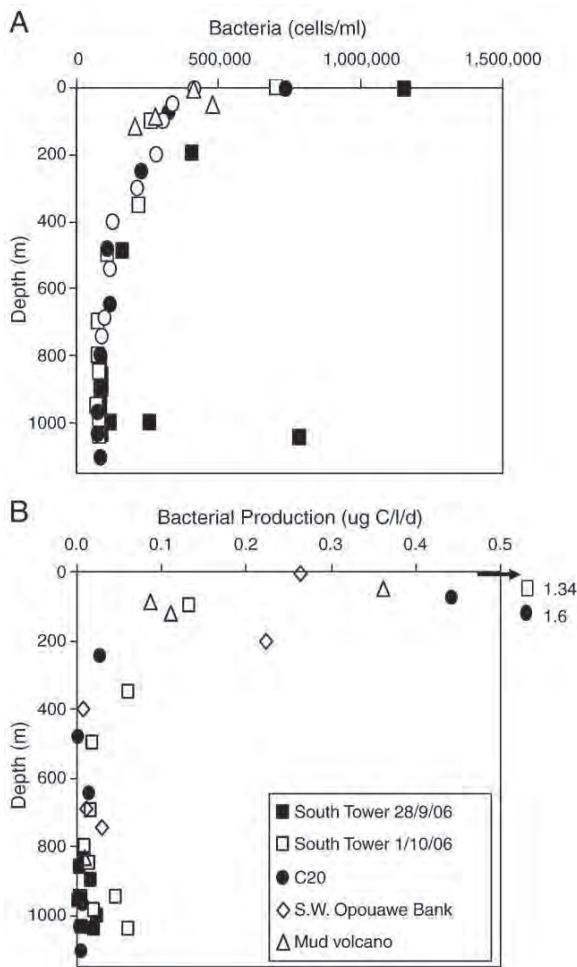 A
Bacteria (cells/ml)
0 500,000 1,000,000 1,500,000
0
200
400
600
800
1000
Depth (m)
B
Bacterial Production (ug C/l/d)
0.0 0.1 0.2 0.3 0.4 0.5
0
200
400
600
800
1000
Depth (m)
1.34
1.6
South Tower 28/9/06
South Tower 1/10/06
C20
S.W. Opouawe Bank
Mud volcano